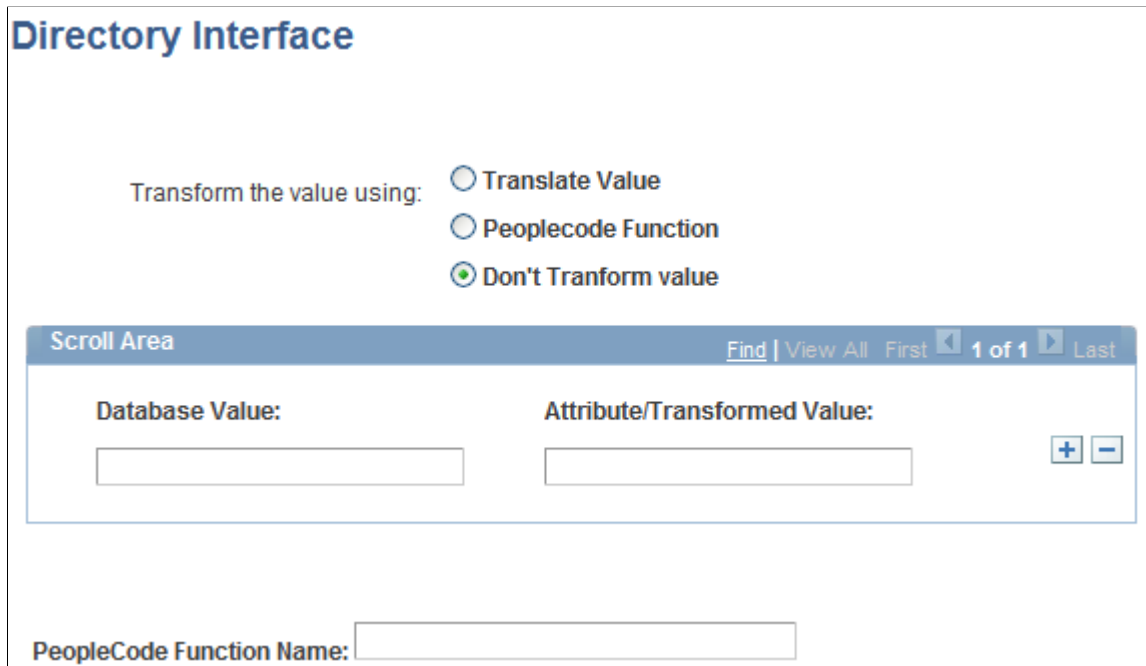 Directory Interface
Transform the value using:
Translate Value
Peoplecode Function
Don't Tranform value
Scroll Area Find | View All First 1 of 1 Last
Database Value: Attribute/Transformed Value:
PeopleCode Function Name: